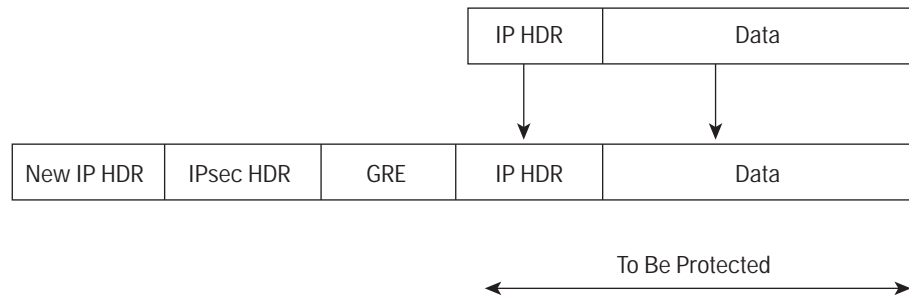 IP HDR Data
New IP HDR IPsec HDR GRE IP HDR Data
To Be Protected